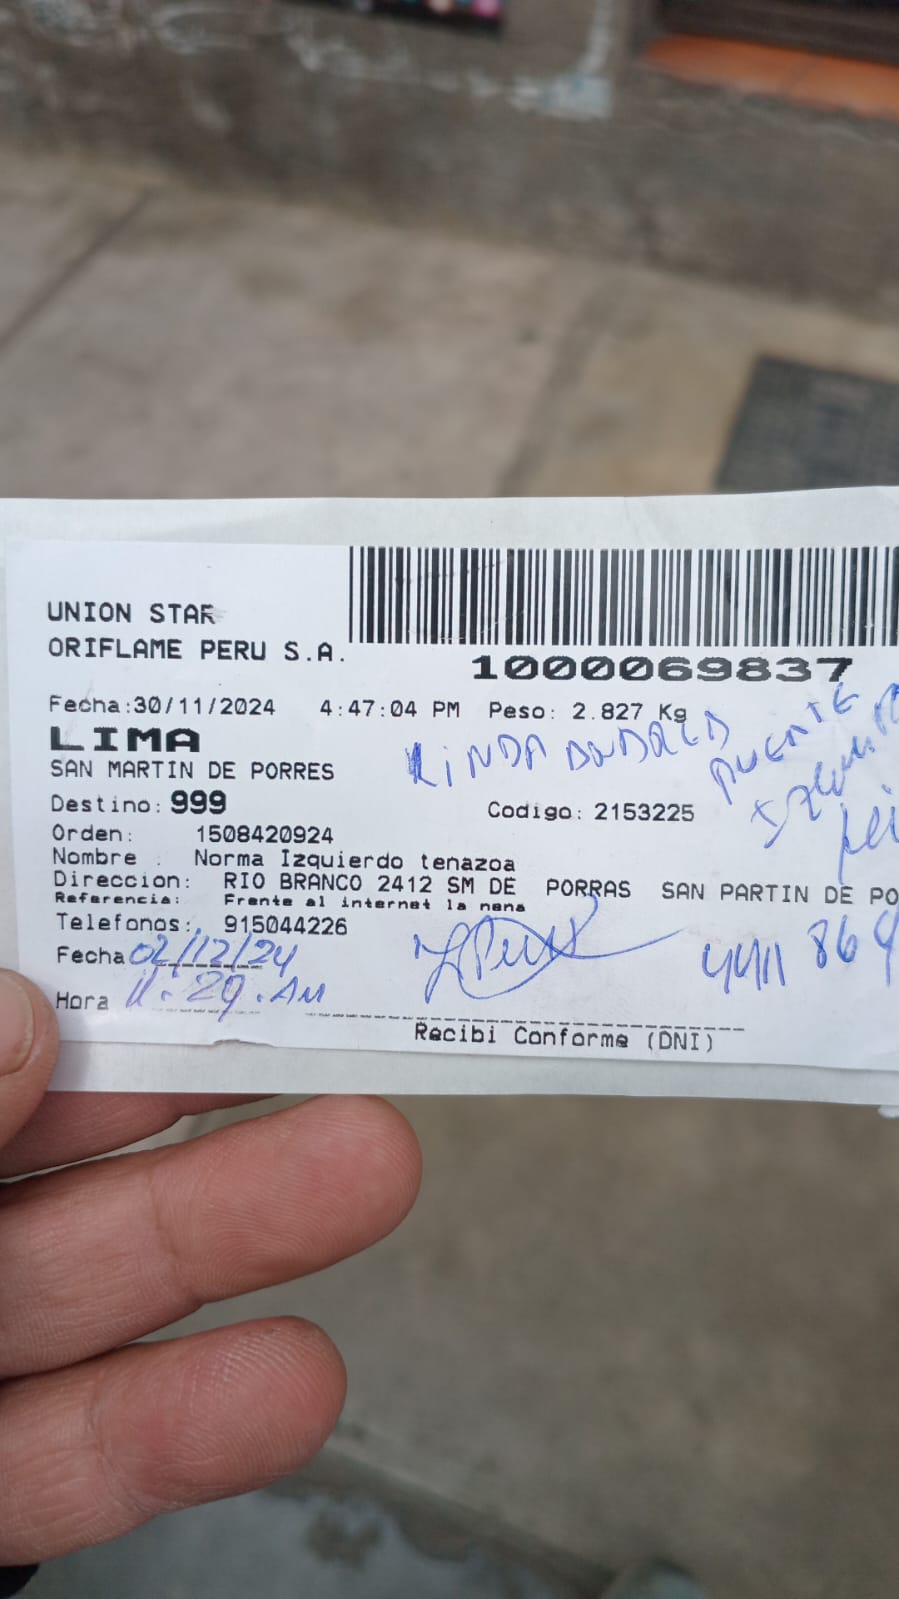 UNION STAR
ORIFLAME PERU S.A.
1000069837
Fecha:30/11/2024 4:47:04 PM Peso: 2.827 Kg
LIMA
SAN MARTIN DE PORRES
PUENTE
Destino: 999 Codigo: 2153225
Orden: 1508420924
Nombre : Norma Izquierdo tenazoa
Direccion: RIO BRANCO 2412 SM DE PORRAS SAN PARTIN DE PO
Referencia: Frente al internet la nena
Telefonos: 915044226
Fecha 02/12/24
Hora 11:29.AM
Recibi Conforme (DNI)